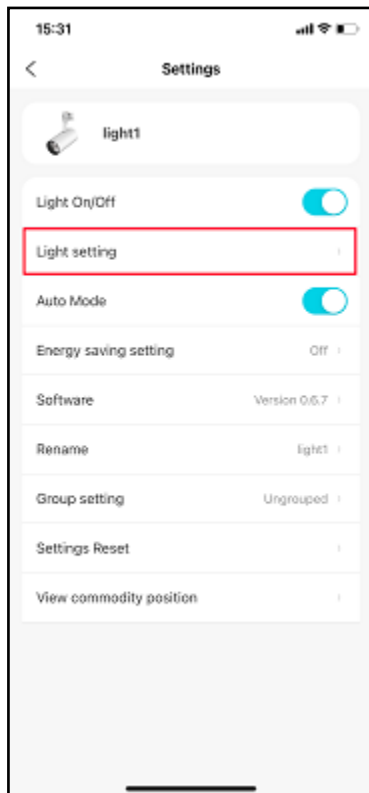 15:31
Settings
light1
Light On/Off
Light setting
Auto Mode
Energy saving setting Off
Software Version 0.6.7
Rename light1
Group setting Ungrouped
Settings Reset
View commodity position